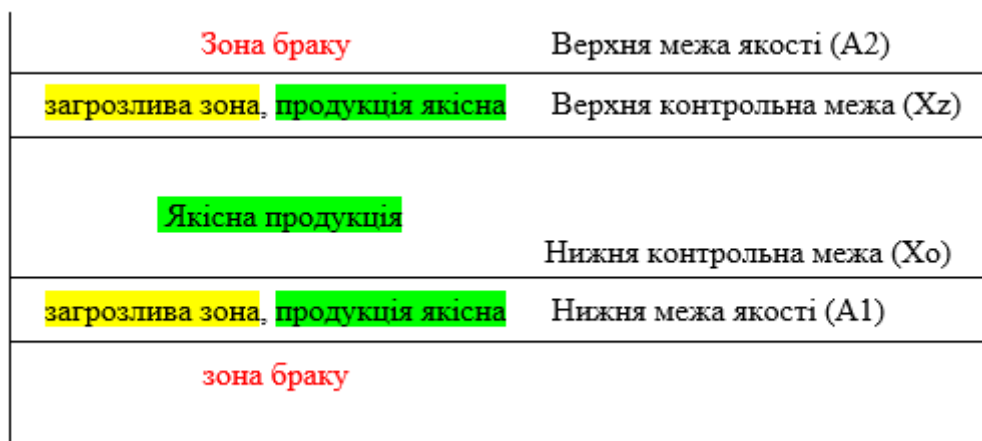 Зона браку Верхня межа якості (А2)
загрозлива зона, продукція якісна Верхня контрольна межа (Xz)
Якісна продукція
Нижня контрольна межа (Хо)
загрозлива зона, продукція якісна Нижня межа якості (А1)
зона браку